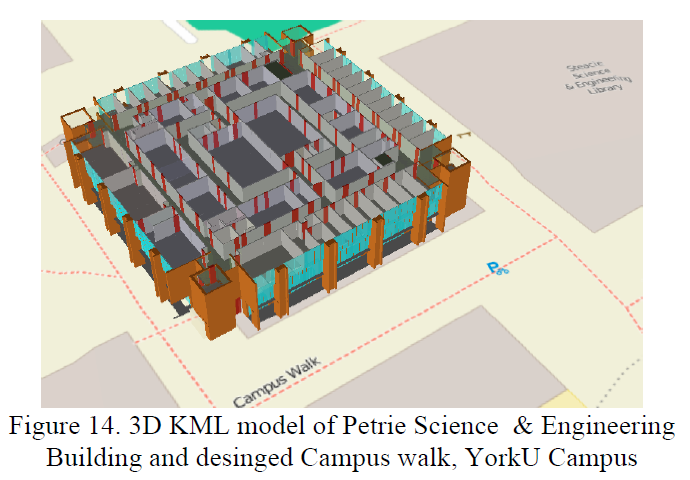 Steacie
Science
& Engineering
Library
P
Campus Walk
Figure 14. 3D KML model of Petrie Science & Engineering
Building and desinged Campus walk, YorkU Campus